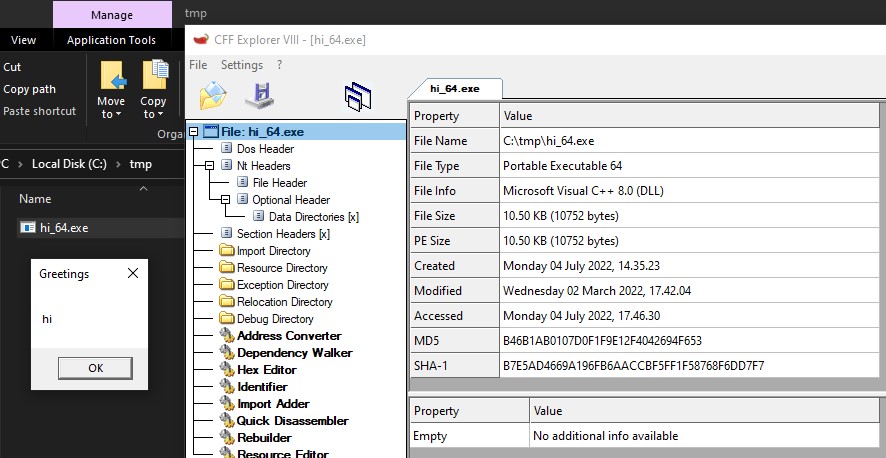 Manage
tmp
View
Application Tools
Cut
Copy path
Paste shortcut
Move to
Copy to
Orga
PC
Local Disk (C:)
tmp
Name
hi_64.exe
Greetings
hi
OK
CFF Explorer VIII - [hi_64.exe]
File Settings ?
File: hi_64.exe
Dos Header
Nt Headers
File Header
Optional Header
Data Directories [x]
Section Headers [x]
Import Directory
Resource Directory
Exception Directory
Relocation Directory
Debug Directory
Address Converter
Dependency Walker
Hex Editor
Identifier
Import Adder
Quick Disassembler
Rebuilder
Resource Editor
hi_64.exe
Property Value
File Name C:\tmp\hi_64.exe
File Type Portable Executable 64
File Info Microsoft Visual C++ 8.0 (DLL)
File Size 10.50 KB (10752 bytes)
PE Size 10.50 KB (10752 bytes)
Created Monday 04 July 2022, 14.35.23
Modified Wednesday 02 March 2022, 17.42.04
Accessed Monday 04 July 2022, 17.46.30
MD5 B46B1AB0107D0F1F9E12F4042694F653
SHA-1 B7E5AD4669A196FB6AACCBF5FF1F58768F6DD7F7
Property Value
Empty No additional info available